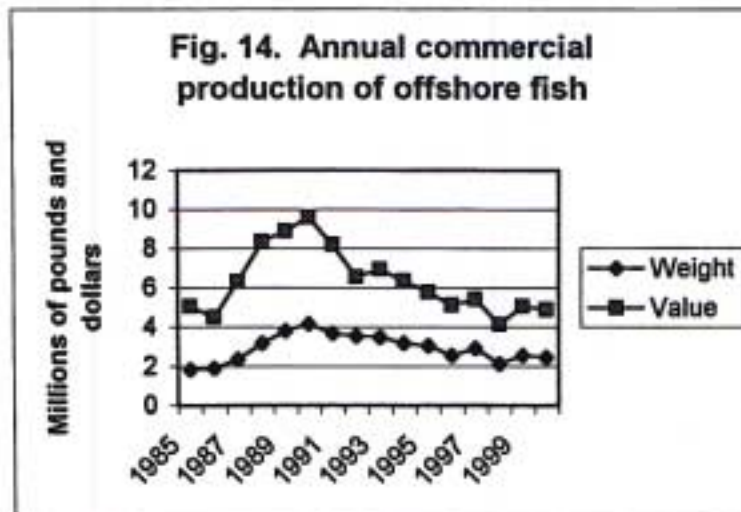 Fig. 14. Annual commercial
production of offshore fish
Millions of pounds and
dollars
12
10
8
6
4
2
0
1985
1987
1989
1991
1993
1995
1997
1999
Weight
Value